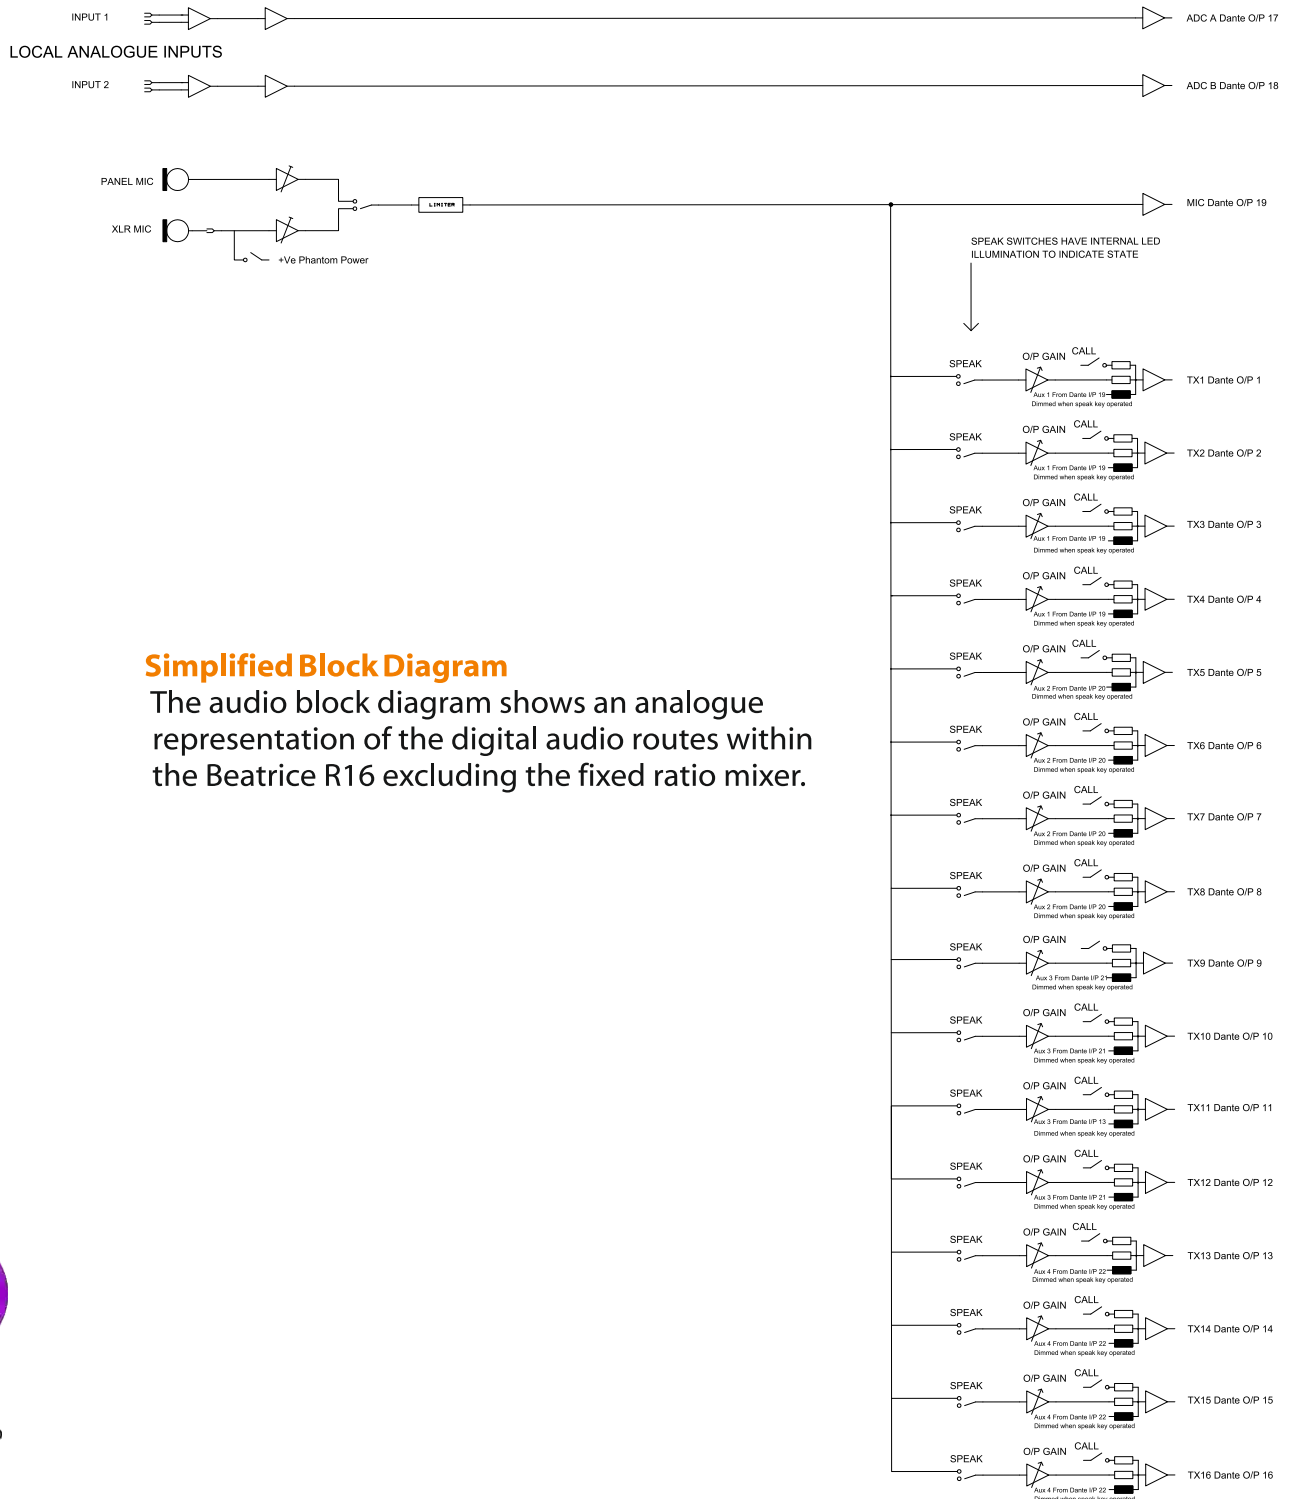 INPUT 1
ADC A Dante O/P 17
LOCAL ANALOGUE INPUTS
INPUT 2
ADC B Dante O/P 18
PANEL MIC
LIMITER
MIC Dante O/P 19
XLR MIC
+Ve Phantom Power
SPEAK SWITCHES HAVE INTERNAL LED
ILLUMINATION TO INDICATE STATE
SPEAK
O/P GAIN
CALL
TX1 Dante O/P 1
Aux 1 From Dante I/P 19
Dimmed when speak key operated
SPEAK
O/P GAIN
CALL
TX2 Dante O/P 2
Aux 1 From Dante I/P 19
Dimmed when speak key operated
SPEAK
O/P GAIN
CALL
TX3 Dante O/P 3
Aux 1 From Dante I/P 19
Dimmed when speak key operated
SPEAK
O/P GAIN
CALL
TX4 Dante O/P 4
Aux 1 From Dante I/P 19
Dimmed when speak key operated
Simplified Block Diagram
The audio block diagram shows an analogue
representation of the digital audio routes within
the Beatrice R16 excluding the fixed ratio mixer.
SPEAK
O/P GAIN
CALL
TX5 Dante O/P 5
Aux 2 From Dante I/P 20
Dimmed when speak key operated
SPEAK
O/P GAIN
CALL
TX6 Dante O/P 6
Aux 2 From Dante I/P 20
Dimmed when speak key operated
SPEAK
O/P GAIN
CALL
TX7 Dante O/P 7
Aux 2 From Dante I/P 20
Dimmed when speak key operated
SPEAK
O/P GAIN
CALL
TX8 Dante O/P 8
Aux 2 From Dante I/P 20
Dimmed when speak key operated
SPEAK
O/P GAIN
TX9 Dante O/P 9
Aux 3 From Dante I/P 21
Dimmed when speak key operated
SPEAK
O/P GAIN
CALL
TX10 Dante O/P 10
Aux 3 From Dante I/P 21
Dimmed when speak key operated
SPEAK
O/P GAIN
CALL
TX11 Dante O/P 11
Aux 3 From Dante I/P 13
Dimmed when speak key operated
SPEAK
O/P GAIN
CALL
TX12 Dante O/P 12
Aux 3 From Dante I/P 21
Dimmed when speak key operated
SPEAK
O/P GAIN
CALL
TX13 Dante O/P 13
Aux 4 From Dante I/P 22
Dimmed when speak key operated
SPEAK
O/P GAIN
CALL
TX14 Dante O/P 14
Aux 4 From Dante I/P 22
Dimmed when speak key operated
SPEAK
O/P GAIN
CALL
TX15 Dante O/P 15
Aux 4 From Dante I/P 22
Dimmed when speak key operated
SPEAK
O/P GAIN
CALL
TX16 Dante O/P 16
Aux 4 From Dante I/P 22
Dimmed when speak key operated